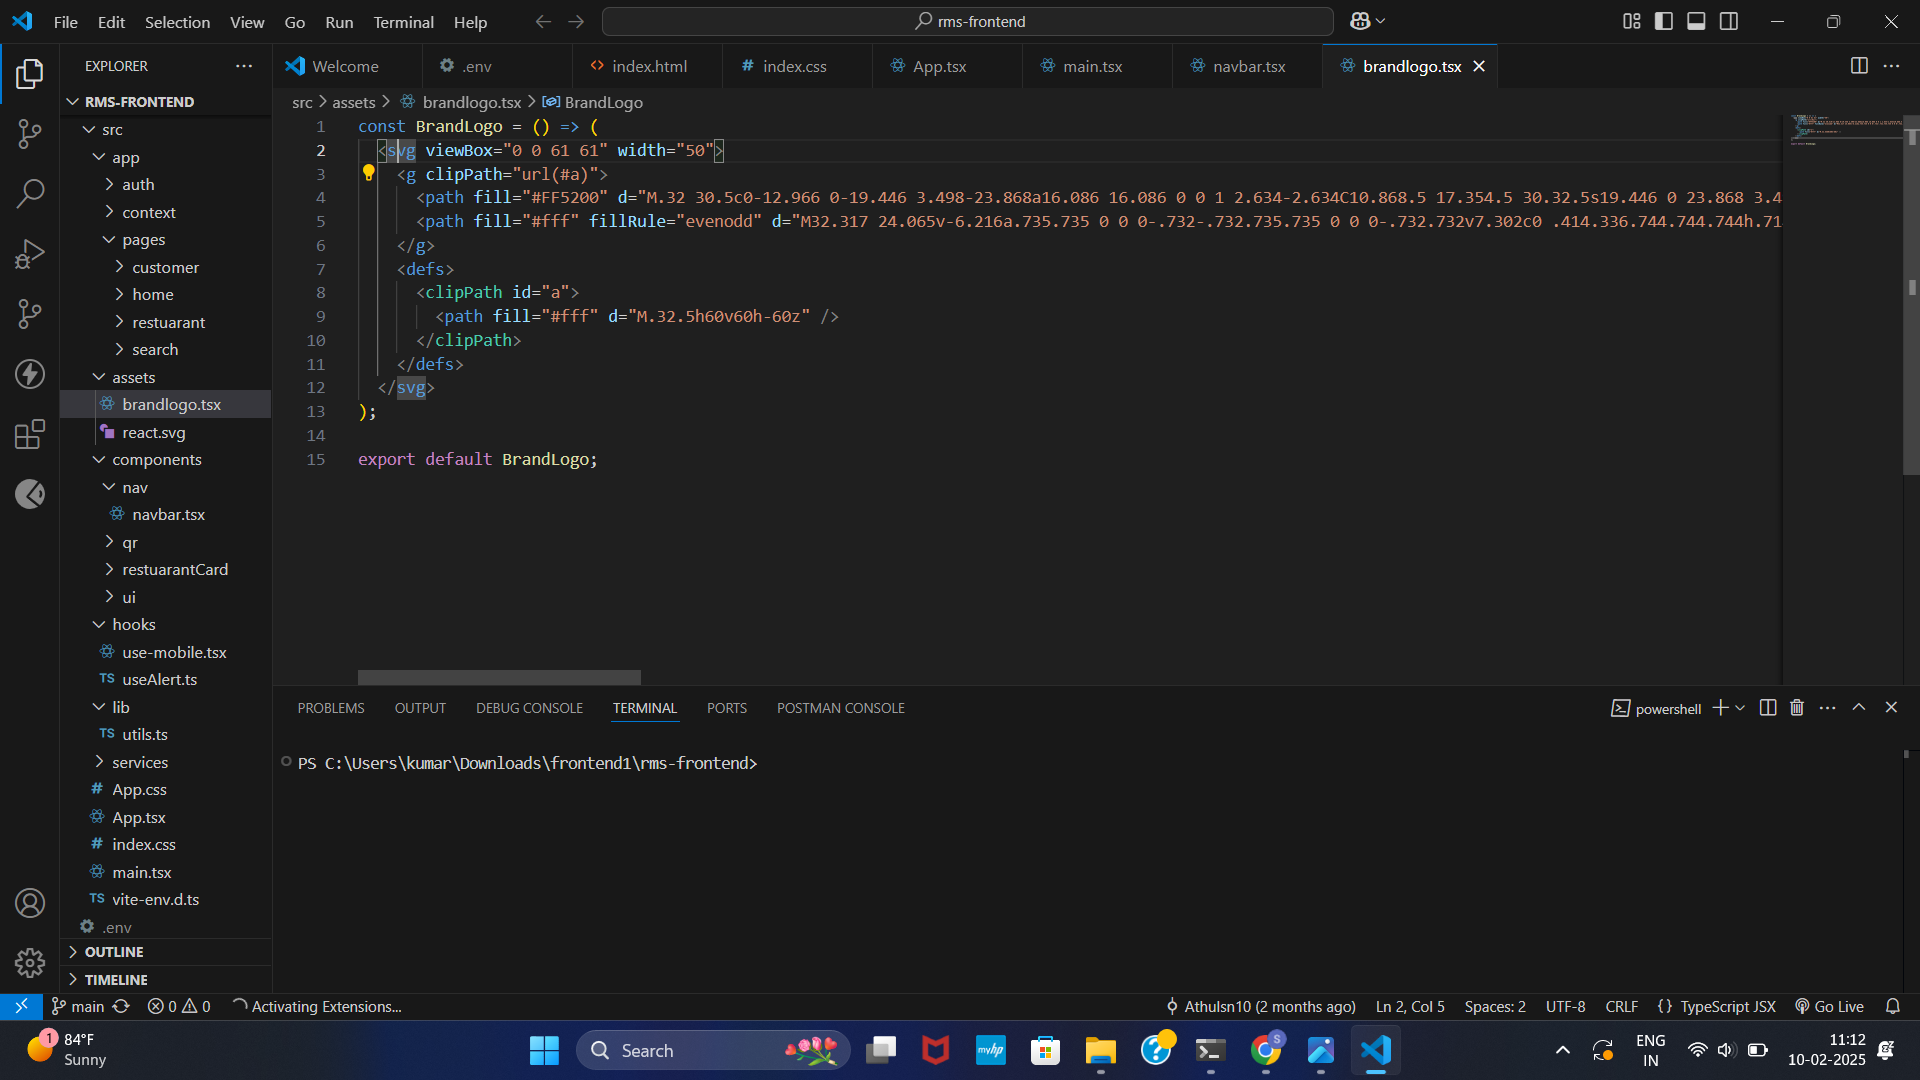 File Edit Selection View Go Run Terminal Help
rms-frontend
EXPLORER
RMS-FRONTEND
src
app
auth
context
pages
customer
home
restuarant
search
assets
brandlogo.tsx
react.svg
components
nav
navbar.tsx
qr
restuarantCard
ui
hooks
use-mobile.tsx
TS useAlert.ts
lib
TS utils.ts
services
# App.css
App.tsx
# index.css
main.tsx
TS vite-env.d.ts
.env
OUTLINE
TIMELINE
Welcome .env <> index.html # index.css App.tsx main.tsx navbar.tsx brandlogo.tsx
src > assets > brandlogo.tsx > BrandLogo
1 const BrandLogo = () => (
2 <svg viewBox="0 0 61 61" width="50">
3 <g clipPath="url(#a)">
4 <path fill="#FF5200" d="M.32 30.5c0-12.966 0-19.446 3.498-23.868a16.086 16.086 0 0 1 2.634-2.634C10.868.5 17.354.5 30.32.5s19.446 0 23.868 3.4
5 <path fill="#fff" fillRule="evenodd" d="M32.317 24.065v-6.216a.735.735 0 0 0-.732-.732.735.735 0 0 0-.732.732v7.302c0 .414.336.744.744.744h.71
6 </g>
7 <defs>
8 <clipPath id="a">
9 <path fill="#fff" d="M.32.5h60v60h-60z" />
10 </clipPath>
11 </defs>
12 </svg>
13 );
14
15 export default BrandLogo;
PROBLEMS OUTPUT DEBUG CONSOLE TERMINAL PORTS POSTMAN CONSOLE
powershell
PS C:\Users\kumar\Downloads\frontend1\rms-frontend>
main 0 0 Activating Extensions...
Athulsn10 (2 months ago) Ln 2, Col 5 Spaces: 2 UTF-8 CRLF {} TypeScript JSX Go Live
1
84°F
Sunny
Search
myhp
S
ENG
IN
11:12
10-02-2025